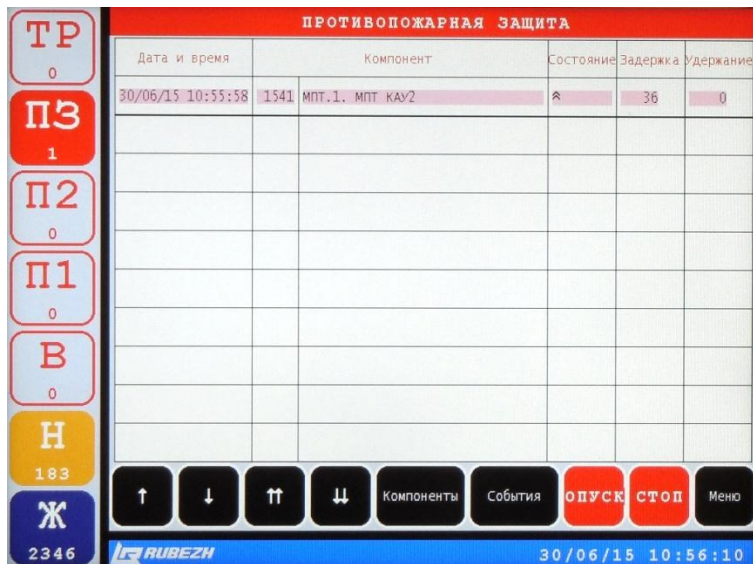 ТР
0
ПЗ
1
П2
0
П1
0
В
0
Н
183
Ж
2346
ПРОТИВОПОЖАРНАЯ ЗАЩИТА
Дата и время Компонент Состояние Задержка Удержание
30/06/15 10:55:58 1541 МПТ.1. МПТ КАУ2 36 0
Компоненты События ОПУСК СТОП Меню
RUBEZH 30/06/15 10:56:10